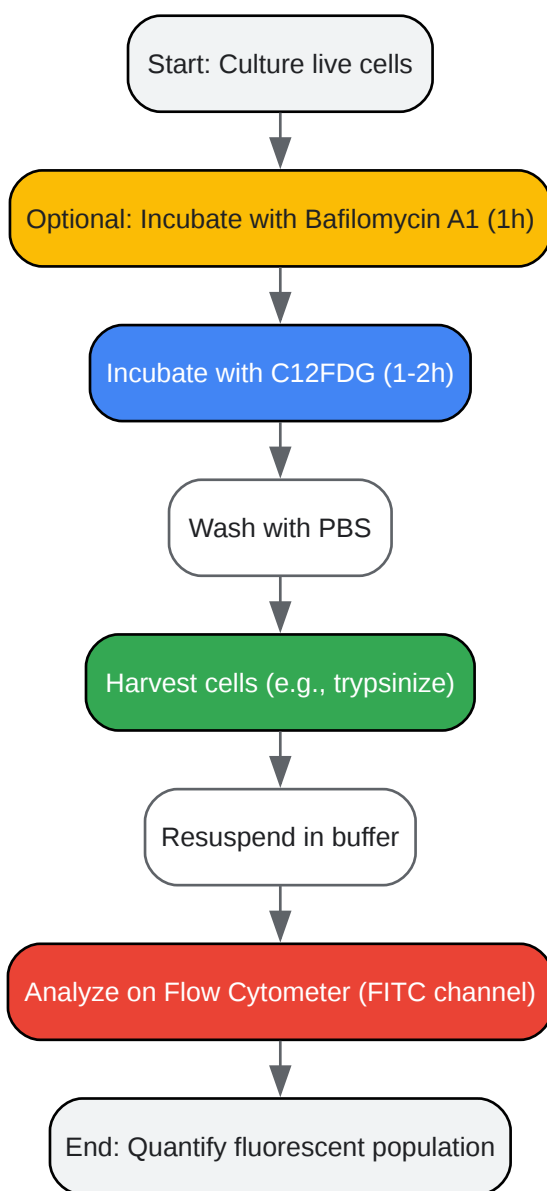 Start: Culture live cells
Optional: Incubate with Bafilomycin A1 (1h)
Incubate with C12FDG (1-2h)
Wash with PBS
Harvest cells (e.g., trypsinize)
Resuspend in buffer
Analyze on Flow Cytometer (FITC channel)
End: Quantify fluorescent population